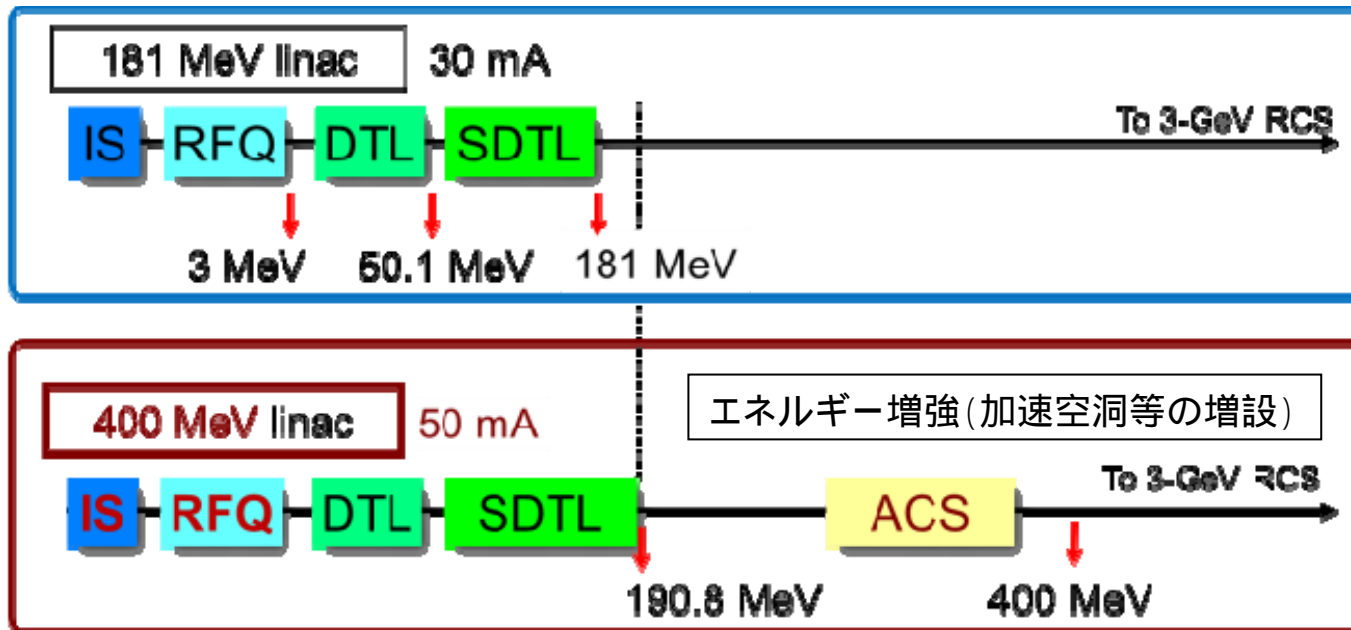 181 MeV linac 30 mA
To 3-GeV RCS
IS RFQ DTL SDTL
3 MeV 50.1 MeV 181 MeV
エネルギー増強(加速空洞等の増設)
400 MeV linac 50 mA
To 3-GeV RCS
IS RFQ DTL SDTL ACS
190.8 MeV 400 MeV